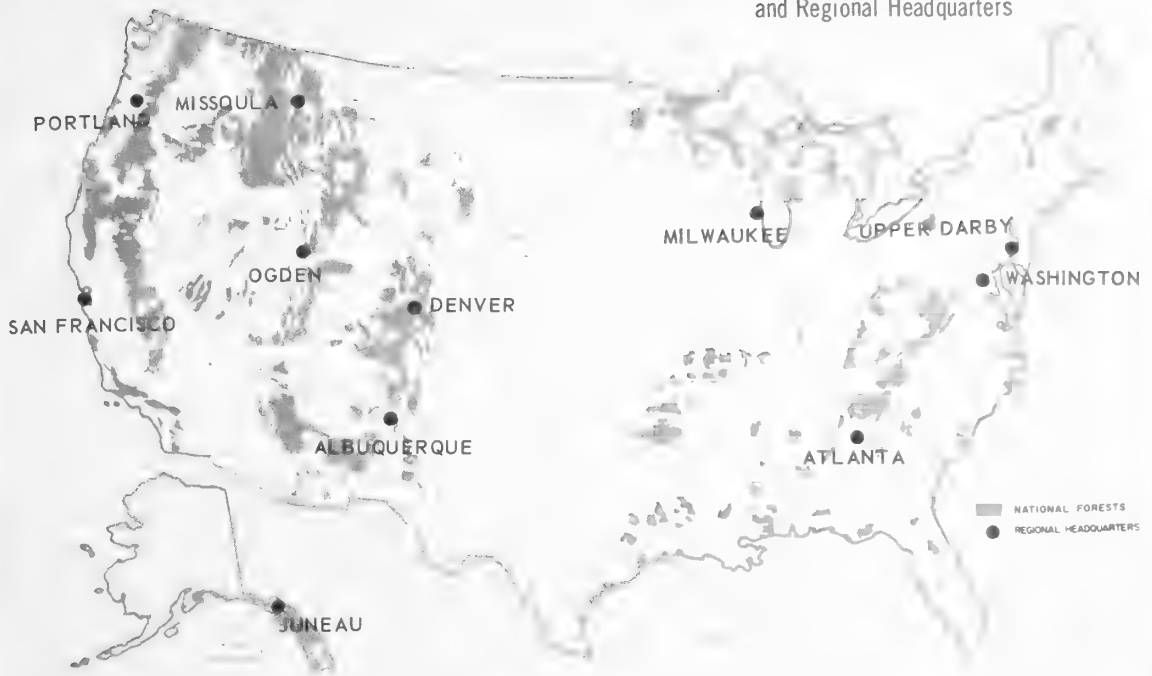 and Regional Headquarters
PORTLAND
MISSOULA
MILWAUKEE
UPPER DARBY
OGDEN
WASHINGTON
DENVER
SAN FRANCISCO
ALBUQUERQUE
ATLANTA
NATIONAL FORESTS
REGIONAL HEADQUARTERS
JUNEAU